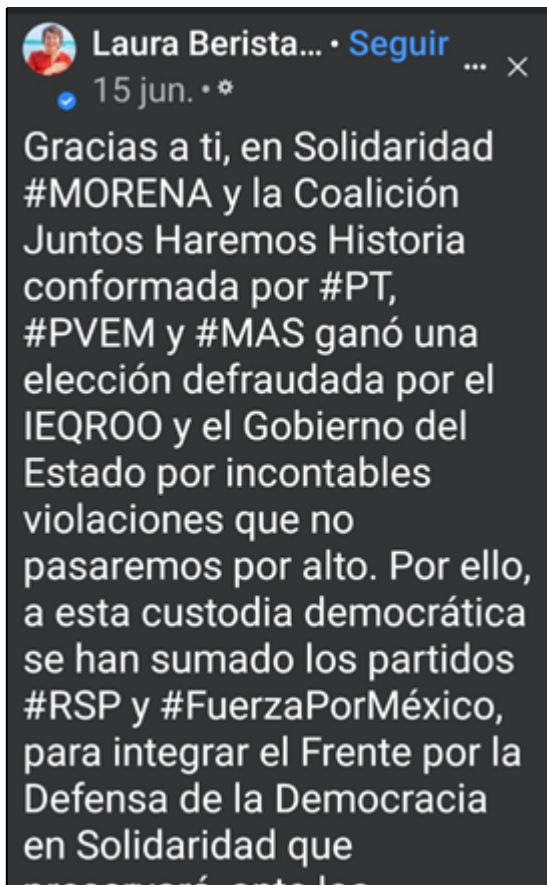 Laura Berista... • Seguir
15 jun. •
Gracias a ti, en Solidaridad
#MORENA y la Coalición
Juntos Haremos Historia
conformada por #PT,
#PVEM y #MAS ganó una
elección defraudada por el
IEQROO y el Gobierno del
Estado por incontables
violaciones que no
pasaremos por alto. Por ello,
a esta custodia democrática
se han sumado los partidos
#RSP y #FuerzaPorMéxico,
para integrar el Frente por la
Defensa de la Democracia
en Solidaridad que